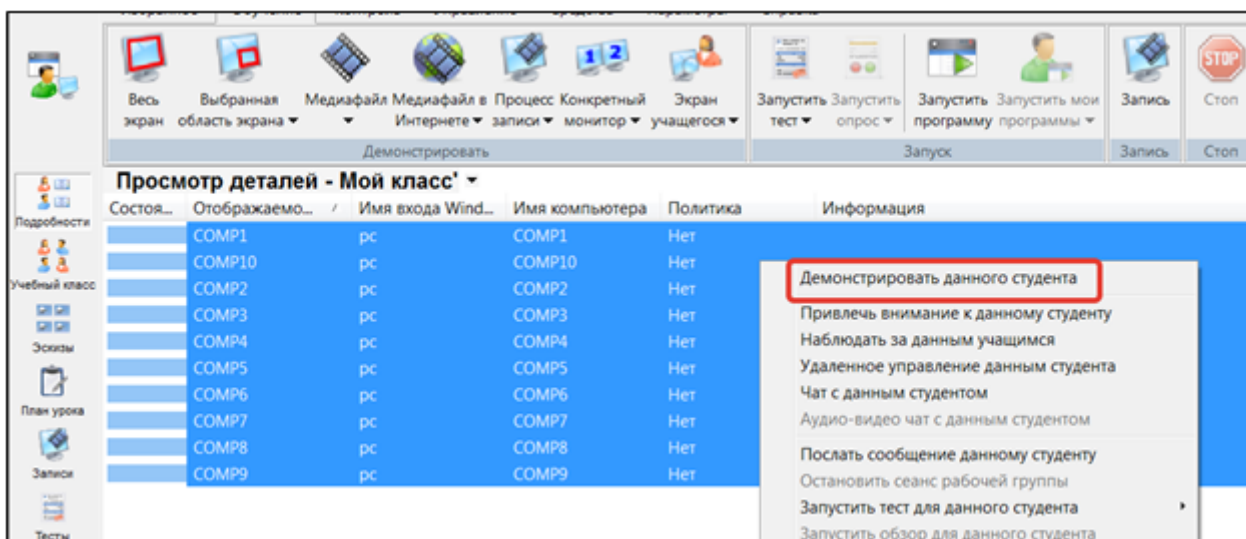 Весь экран
Выбранная область экрана
Медиафайл
Медиафайл в Интернете
Процесс записи
Конкретный монитор
Экран учащегося
Запустить тест
Запустить опрос
Запустить программу
Запустить мои программы
Запись
STOP
Стоп
1 2
Демонстрировать
Запуск
Запись
Стоп
Просмотр деталей - Мой класс'
Состоя... Отображаемо... / Имя входа Wind... Имя компьютера Политика Информация
COMP1 pc COMP1 Нет
COMP10 pc COMP10 Нет
COMP2 pc COMP2 Нет
COMP3 pc COMP3 Нет
COMP4 pc COMP4 Нет
COMP5 pc COMP5 Нет
COMP6 pc COMP6 Нет
COMP7 pc COMP7 Нет
COMP8 pc COMP8 Нет
COMP9 pc COMP9 Нет
Подробности
Учебный класс
Эскизы
План урока
Записи
Тесты
Демонстрировать данного студента
Привлечь внимание к данному студенту
Наблюдать за данным учащимся
Удаленное управление данным студента
Чат с данным студентом
Аудио-видео чат с данным студентом
Послать сообщение данному студенту
Остановить сеанс рабочей группы
Запустить тест для данного студента
Запустить обзор для данного студента